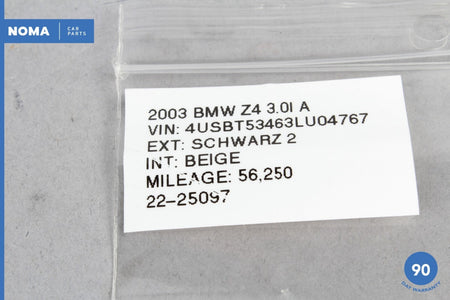 NOMA CAR
PARTS
2003 BMW Z4 3.0I A
VIN: 4USBT53463LU04767
EXT: SCHWARZ 2
INT: BEIGE
MILEAGE: 56,250
22-25097
90
DAY WARRANTY